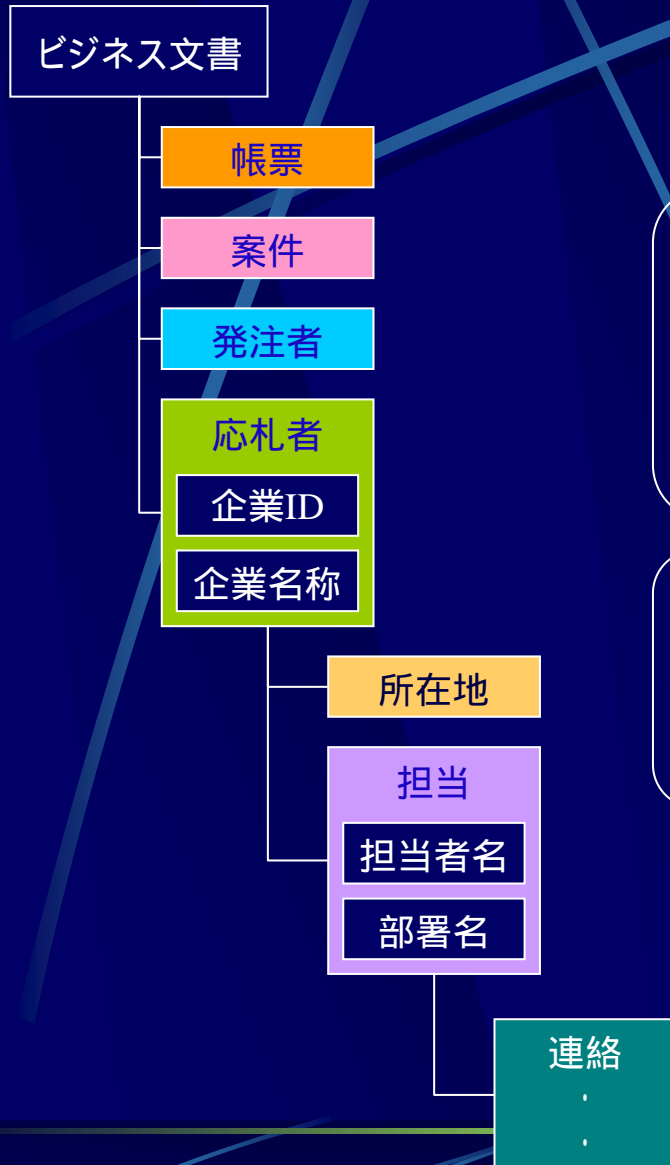 ビジネス文書
帳票
案件
発注者
応札者
企業ID
企業名称
所在地
担当
担当者名
部署名
連絡
・
・